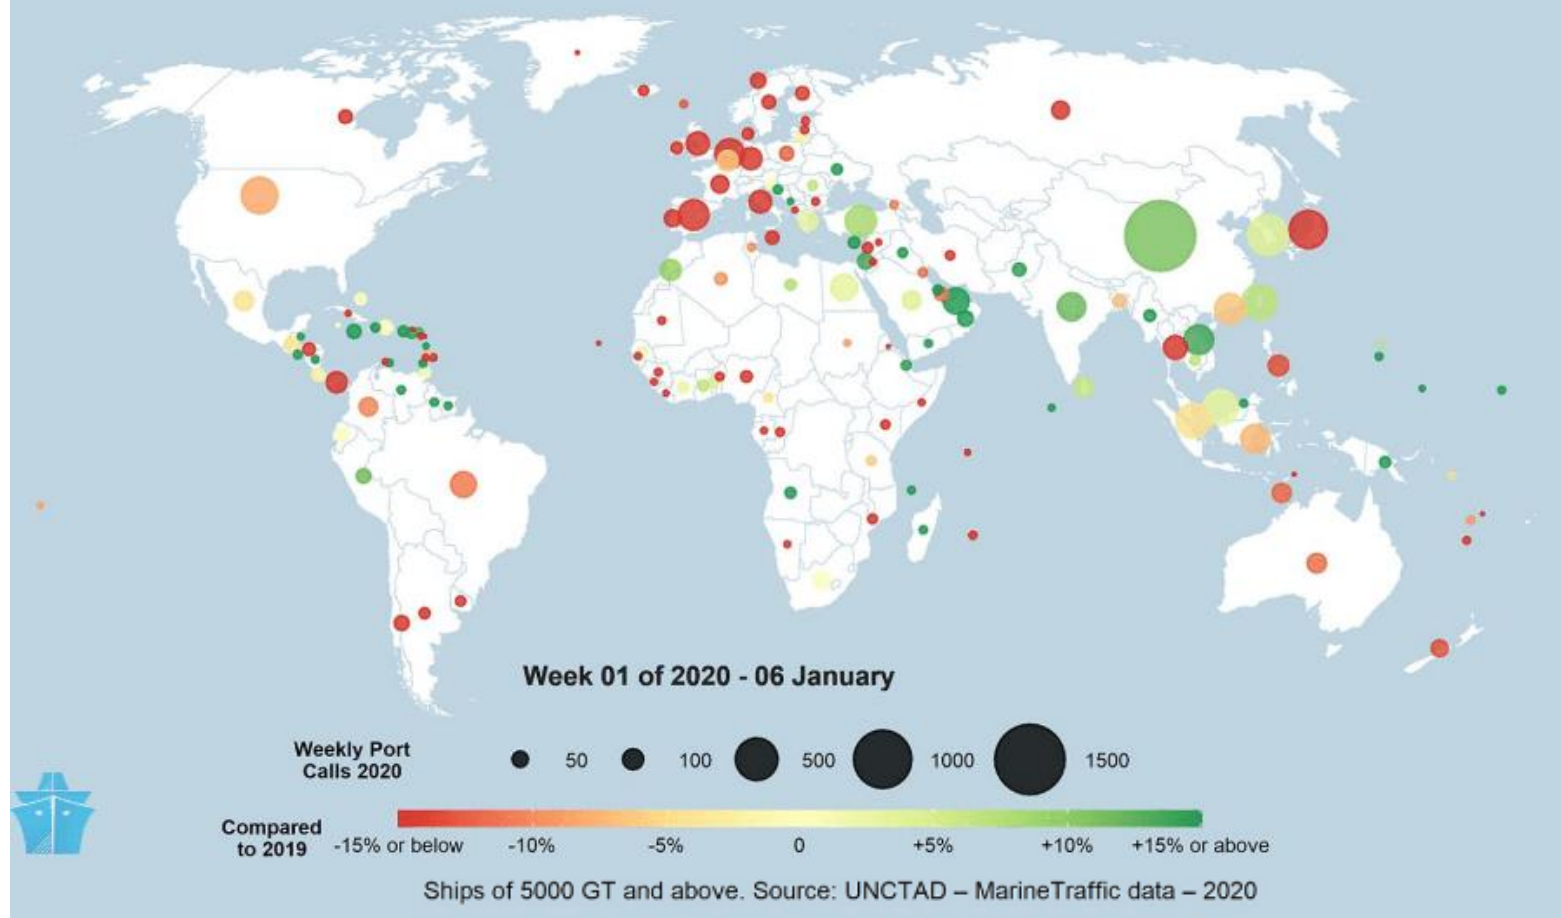 Week 01 of 2020 - 06 January
Weekly Port
Calls 2020
50 100 500 1000 1500
Compared
to 2019
-15% or below -10% -5% 0 +5% +10% +15% or above
Ships of 5000 GT and above. Source: UNCTAD – MarineTraffic data – 2020